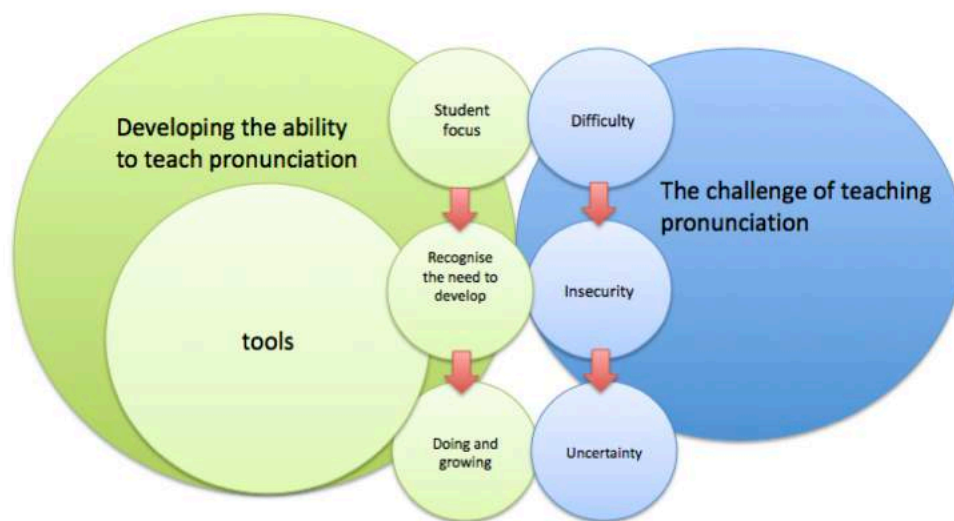 Developing the ability
to teach pronunciation
tools
Student
focus
Recognise
the need to
develop
Doing and
growing
Difficulty
Insecurity
Uncertainty
The challenge of teaching
pronunciation